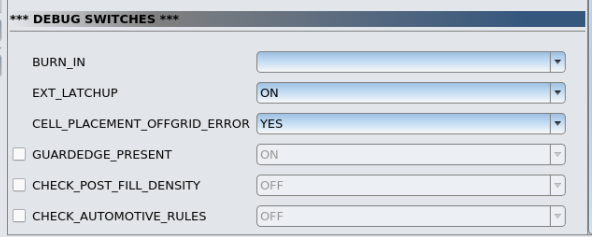 *** DEBUG SWITCHES ***
BURN_IN
EXT_LATCHUP ON
CELL_PLACEMENT_OFFGRID_ERROR YES
GUARDEDGE_PRESENT ON
CHECK_POST_FILL_DENSITY OFF
CHECK_AUTOMOTIVE_RULES OFF